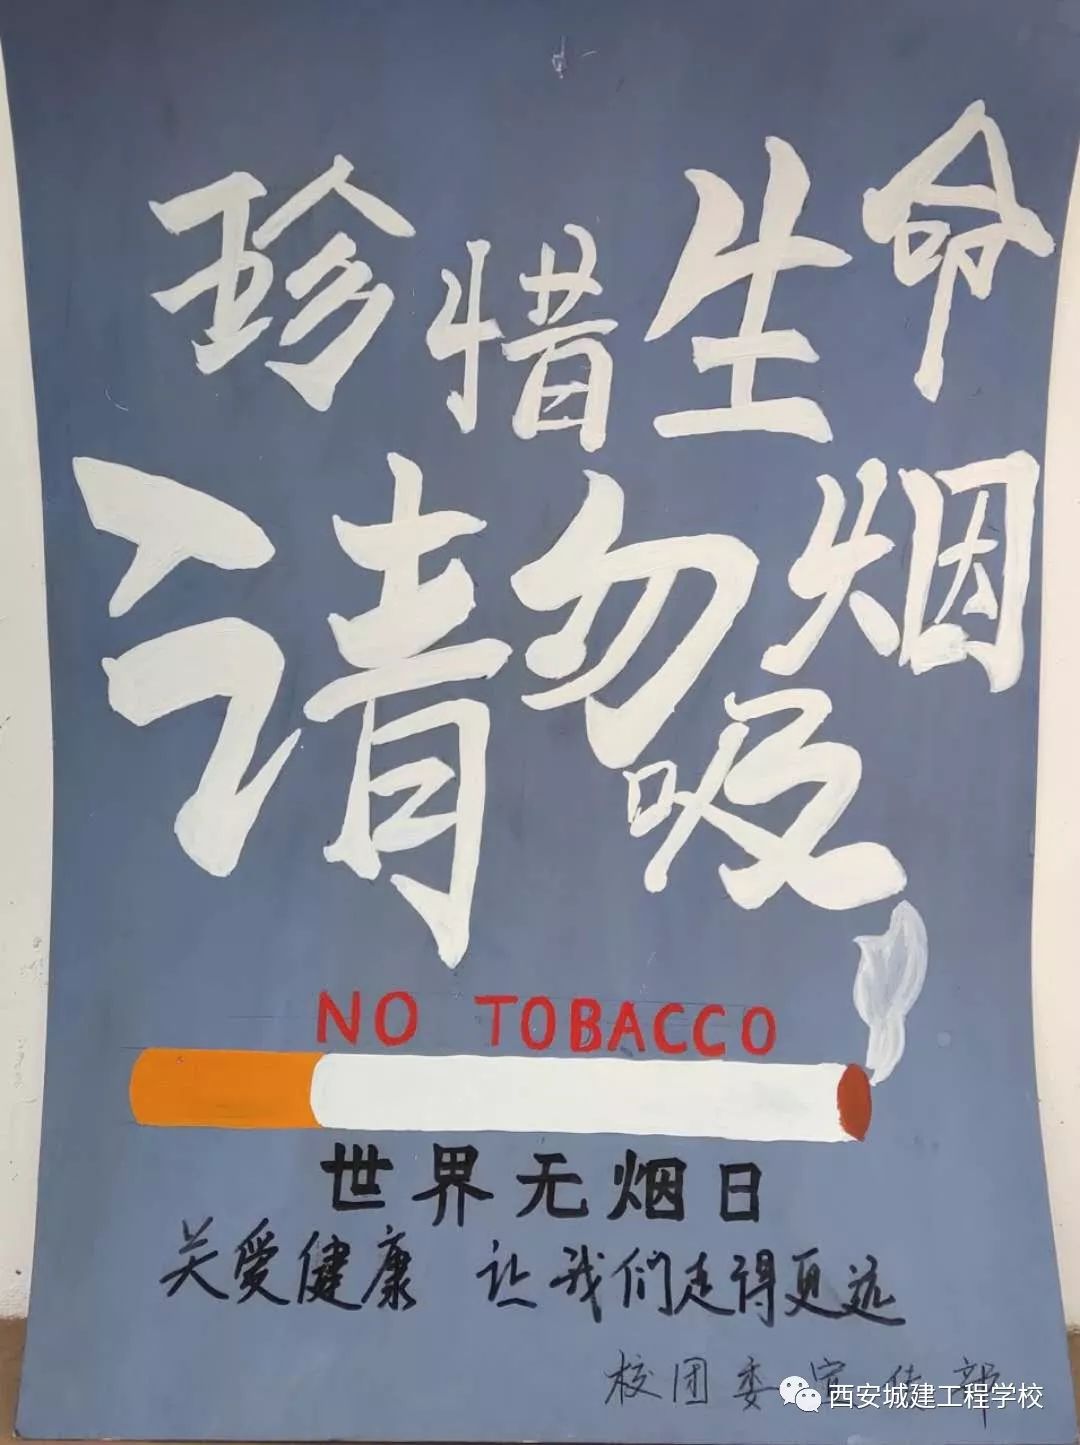 珍惜生命
请勿吸烟
NO TOBACCO
世界无烟日
关爱健康 让我们走得更远
校团委宣传部
西安城建工程学校